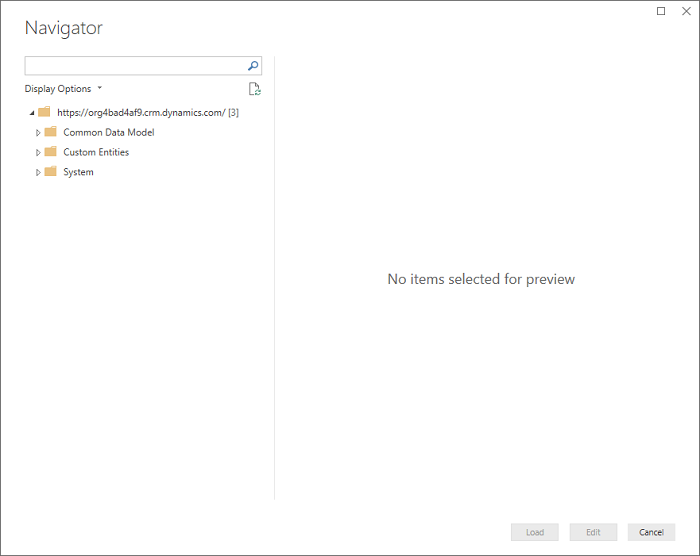 Navigator
Display Options
https://org4bad4af9.crm.dynamics.com/ [3]
Common Data Model
Custom Entities
System
No items selected for preview
Load
Edit
Cancel